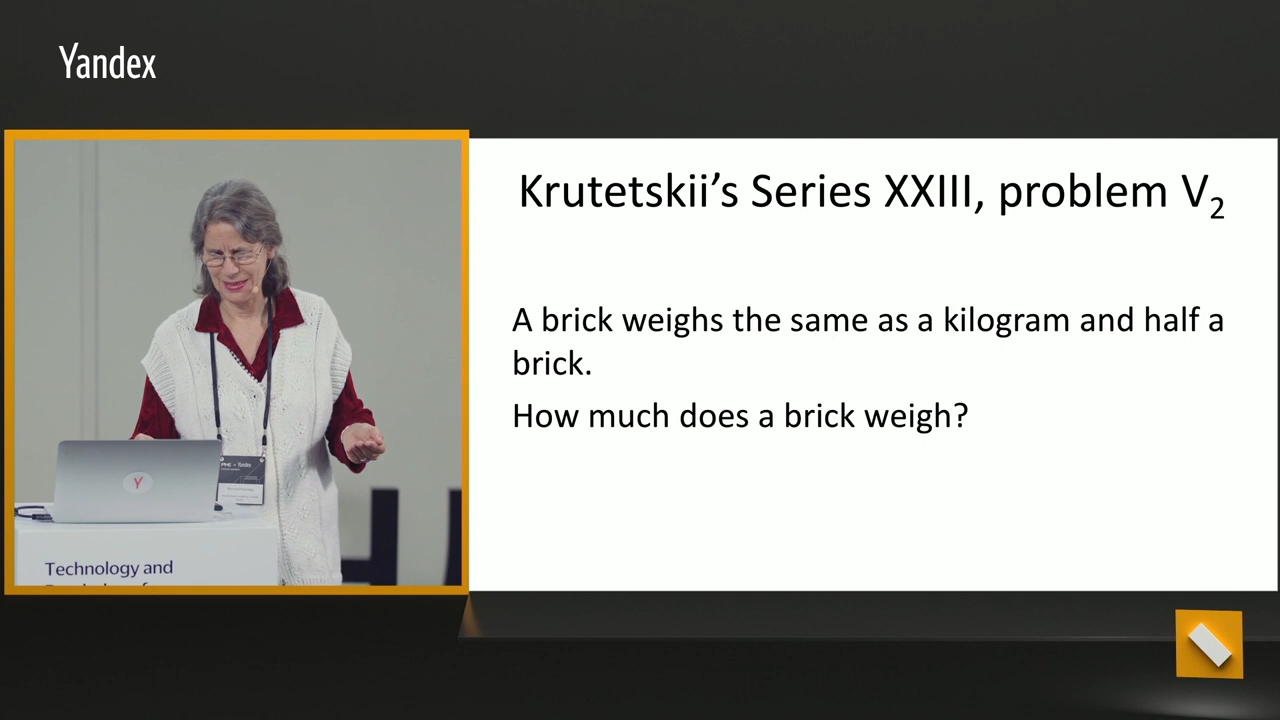 Yandex
Krutetskii's Series XXIII, problem V₂
A brick weighs the same as a kilogram and half a
brick.
How much does a brick weigh?
Y
Technology and